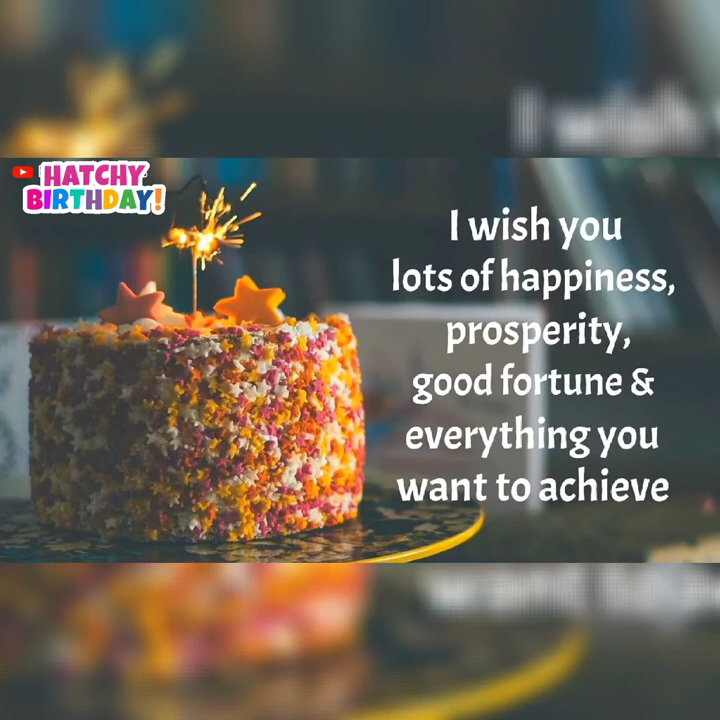 HATCHY
BIRTHDAY!
I wish you
lots of happiness,
prosperity,
good fortune &
everything you
want to achieve